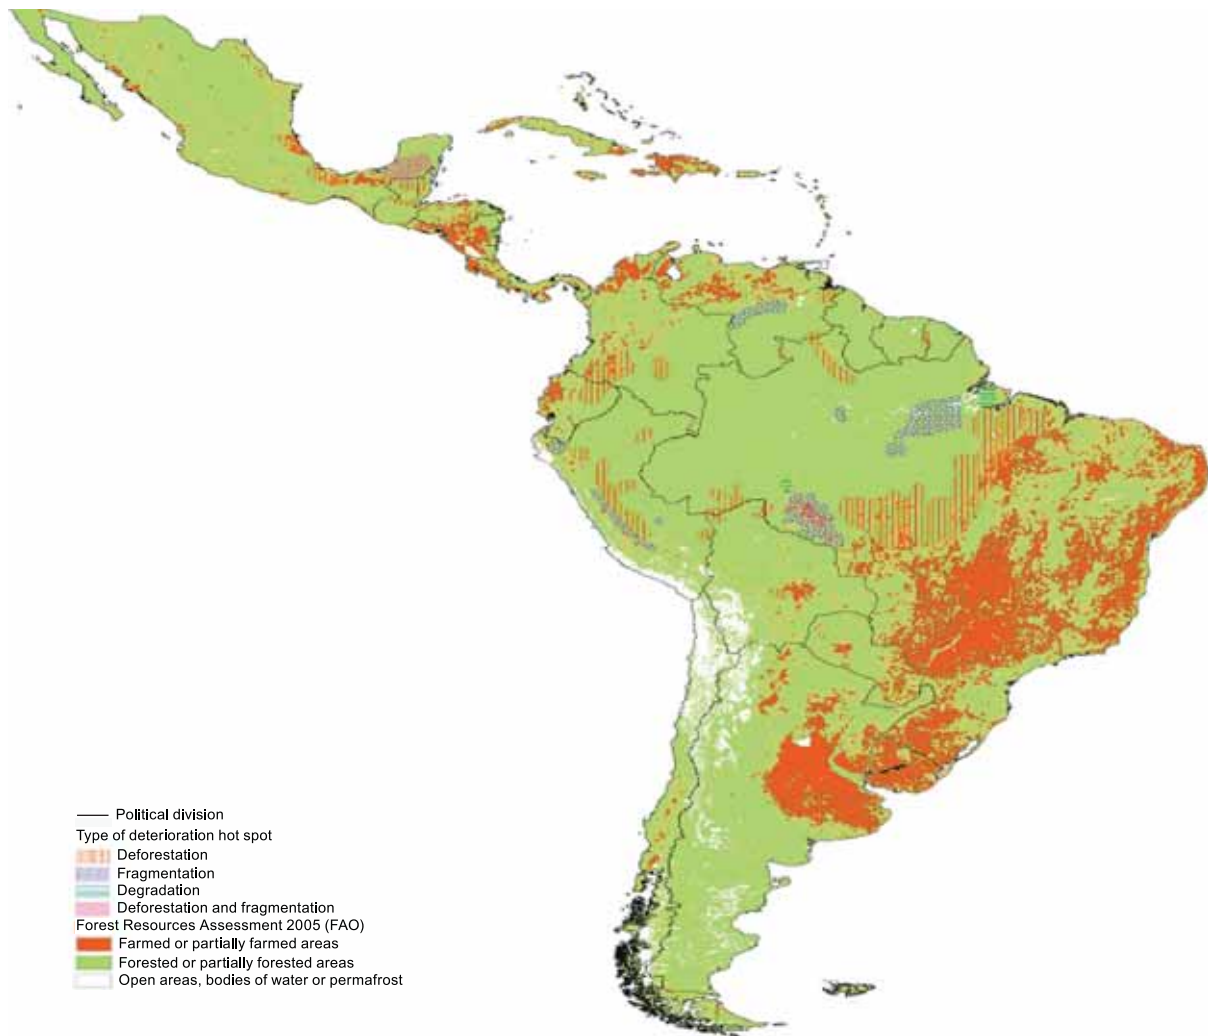 Political division
Type of deterioration hot spot
Deforestation
Fragmentation
Degradation
Deforestation and fragmentation
Forest Resources Assessment 2005 (FAO)
Farmed or partially farmed areas
Forested or partially forested areas
Open areas, bodies of water or permafrost